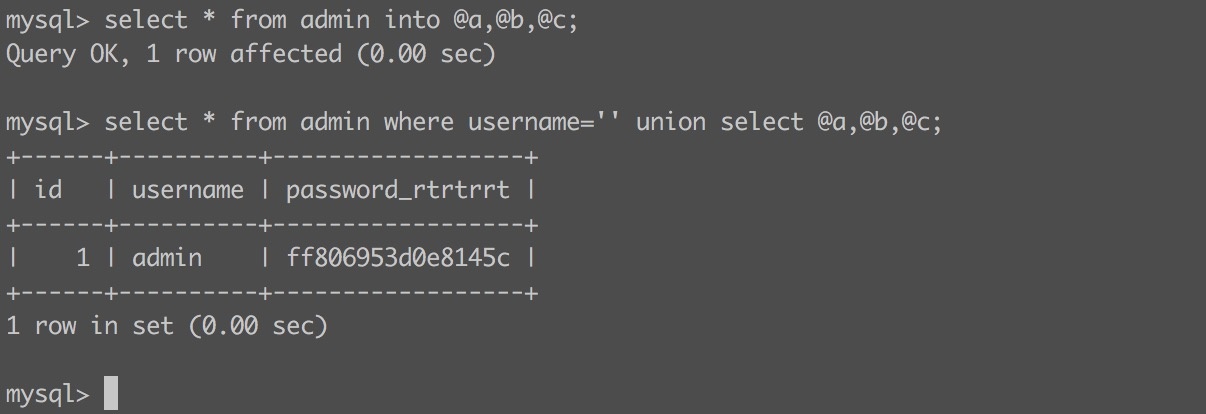 mysql> select * from admin into @a,@b,@c;
Query OK, 1 row affected (0.00 sec)
mysql> select * from admin where username='' union select @a,@b,@c;
+------+----------+-----------------+
| id   | username | password_rtrtrrt |
+------+----------+-----------------+
|    1 | admin    | ff806953d0e8145c |
+------+----------+-----------------+
1 row in set (0.00 sec)
mysql>